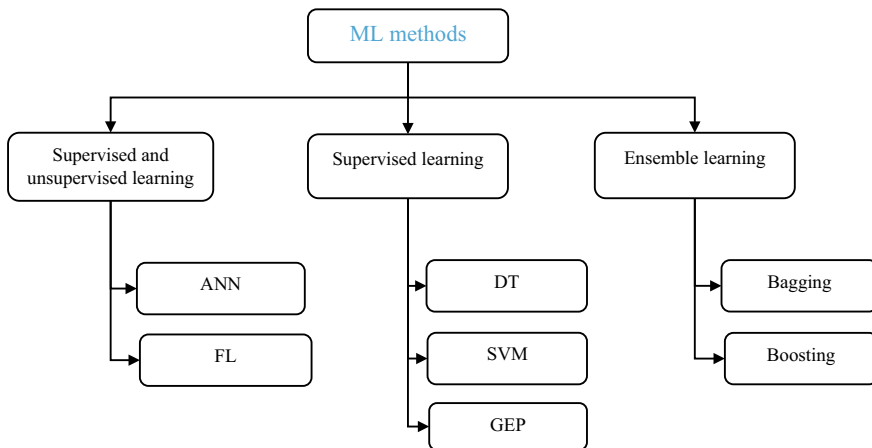 ML methods
Supervised and
unsupervised learning
Supervised learning
Ensemble learning
ANN
FL
DT
SVM
GEP
Bagging
Boosting